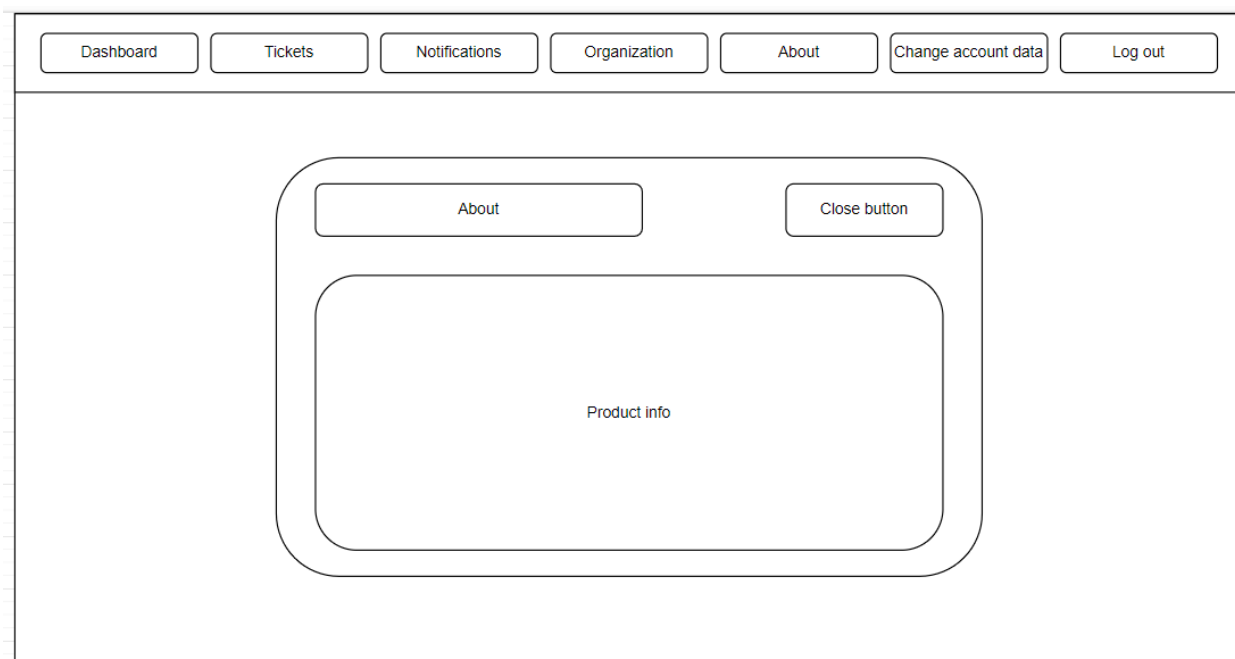 Dashboard
Tickets
Notifications
Organization
About
Change account data
Log out
About
Close button
Product info